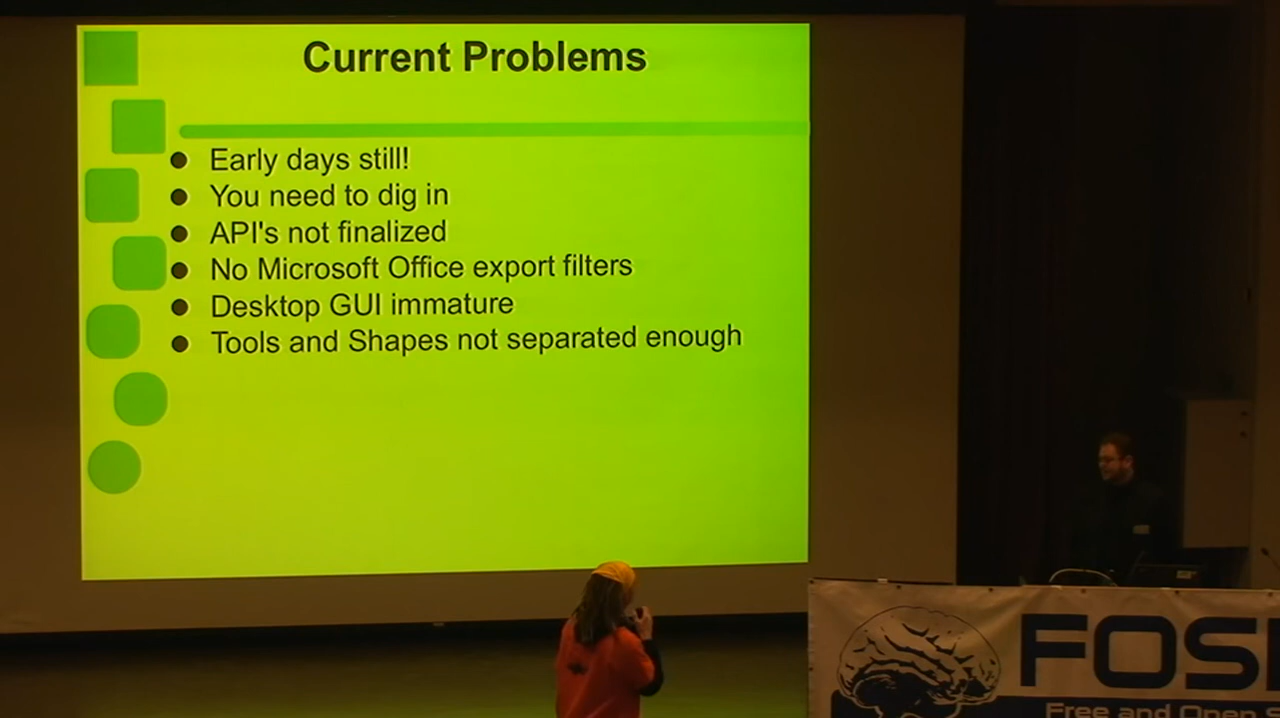 Current Problems
Early days still!
You need to dig in
API's not finalized
No Microsoft Office export filters
Desktop GUI immature
Tools and Shapes not separated enough
FOS
Free and Open S